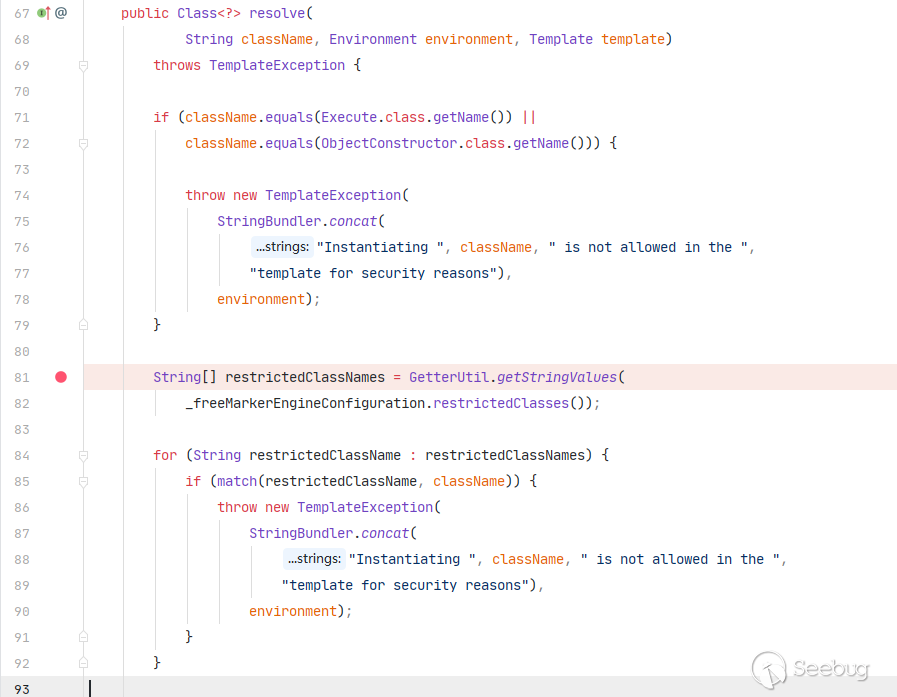 67 @ public Class<?> resolve(
68 String className, Environment environment, Template template)
69 throws TemplateException {
70
71 if (className.equals(Execute.class.getName()) ||
72 className.equals(ObjectConstructor.class.getName())) {
73
74 throw new TemplateException(
75 StringBundler.concat(
76 ...strings: "Instantiating ", className, " is not allowed in the ",
77 "template for security reasons"),
78 environment);
79 }
80
81 String[] restrictedClassNames = GetterUtil.getStringValues(
82 _freeMarkerEngineConfiguration.restrictedClasses());
83
84 for (String restrictedClassName : restrictedClassNames) {
85 if (match(restrictedClassName, className)) {
86 throw new TemplateException(
87 StringBundler.concat(
88 ...strings: "Instantiating ", className, " is not allowed in the ",
89 "template for security reasons"),
90 environment);
91 }
92 }
93
Seebug